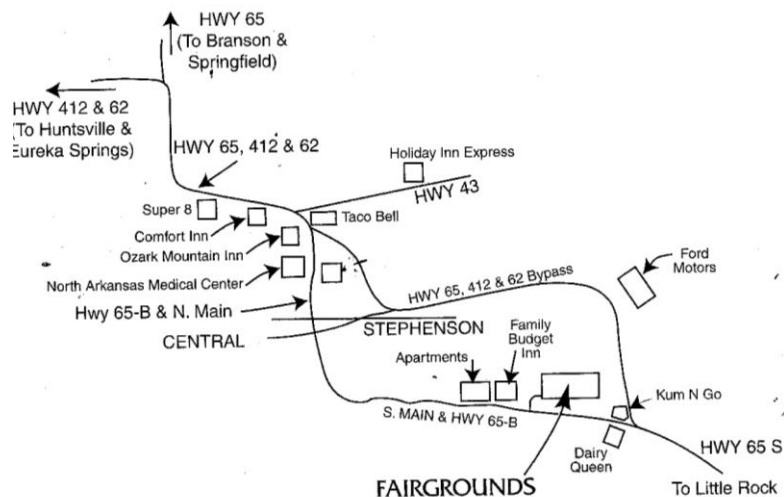 HWY 65
(To Branson &
Springfield)
HWY 412 & 62
(To Huntsville &
Eureka Springs)
HWY 65, 412 & 62
Holiday Inn Express
HWY 43
Super 8
Taco Bell
Comfort Inn
Ozark Mountain Inn
North Arkansas Medical Center
Ford
Motors
HWY 65, 412 & 62 Bypass
Hwy 65-B & N. Main
CENTRAL
STEPHENSON
Family
Budget
Inn
Apartments
Kum N Go
S. MAIN & HWY 65-B
Dairy
Queen
HWY 65 S
FAIRGROUNDS
To Little Rock